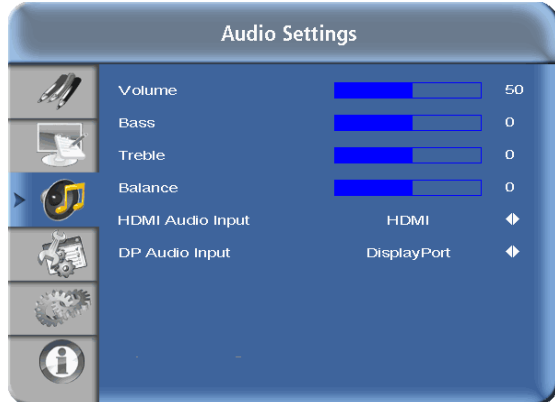 Audio Settings
Volume 50
Bass 0
Treble 0
Balance 0
HDMI Audio Input HDMI
DP Audio Input DisplayPort